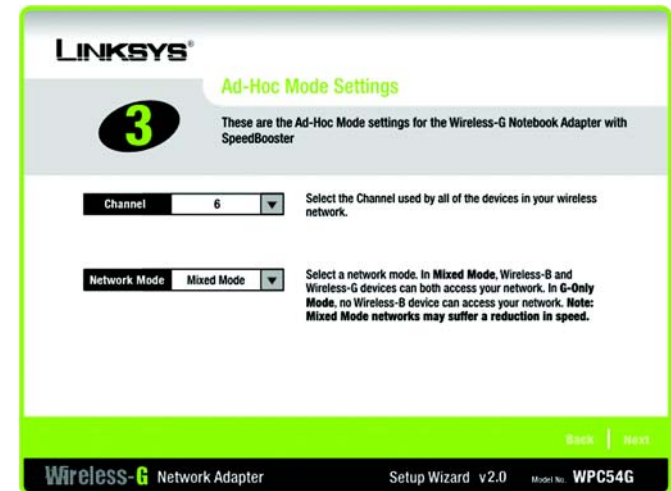 LINKSYS®
Ad-Hoc Mode Settings
3
These are the Ad-Hoc Mode settings for the Wireless-G Notebook Adapter with
SpeedBooster
Channel
6
Select the Channel used by all of the devices in your wireless
network.
Network Mode
Mixed Mode
Select a network mode. In Mixed Mode, Wireless-B and
Wireless-G devices can both access your network. In G-Only
Mode, no Wireless-B device can access your network. Note:
Mixed Mode networks may suffer a reduction in speed.
Back | Next
Wireless-G Network Adapter
Setup Wizard v2.0
Model No. WPC54G